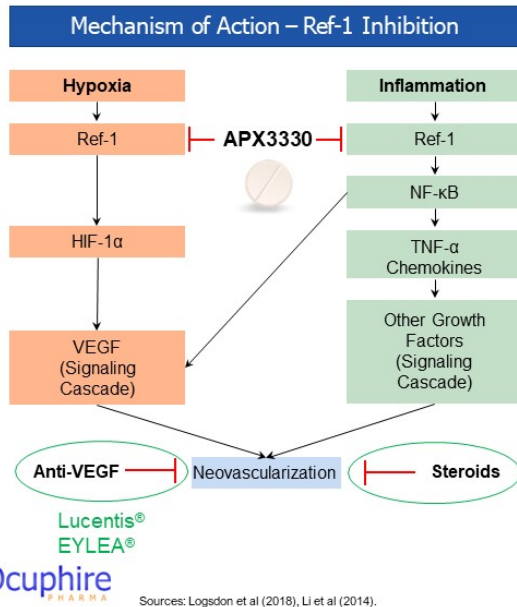 Mechanism of Action – Ref-1 Inhibition
Hypoxia
Ref-1
HIF-1α
VEGF
(Signaling
Cascade)
APX3330
Inflammation
Ref-1
NF-κB
TNF-α
Chemokines
Other Growth
Factors
(Signaling
Cascade)
Anti-VEGF
Neovascularization
Steroids
Lucentis®
EYLEA®
Ocuphire
PHARMA
Sources: Logsdon et al (2018), Li et al (2014).